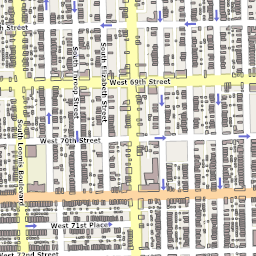 h Street
South Throop Street
South Elizabeth Street
West 69th Street
West 70th Street
South Loomis Boulevard
West 71st Place
West 72nd Street